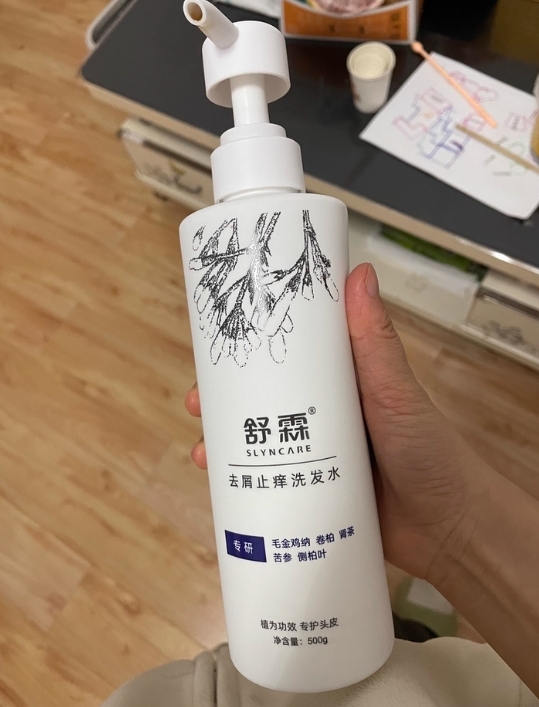 舒霖®
SLYNCARE
去屑止痒洗发水
专研
毛金鸡纳 卷柏 肾茶
苦参 侧柏叶
植为功效 专护头皮
净含量：500g